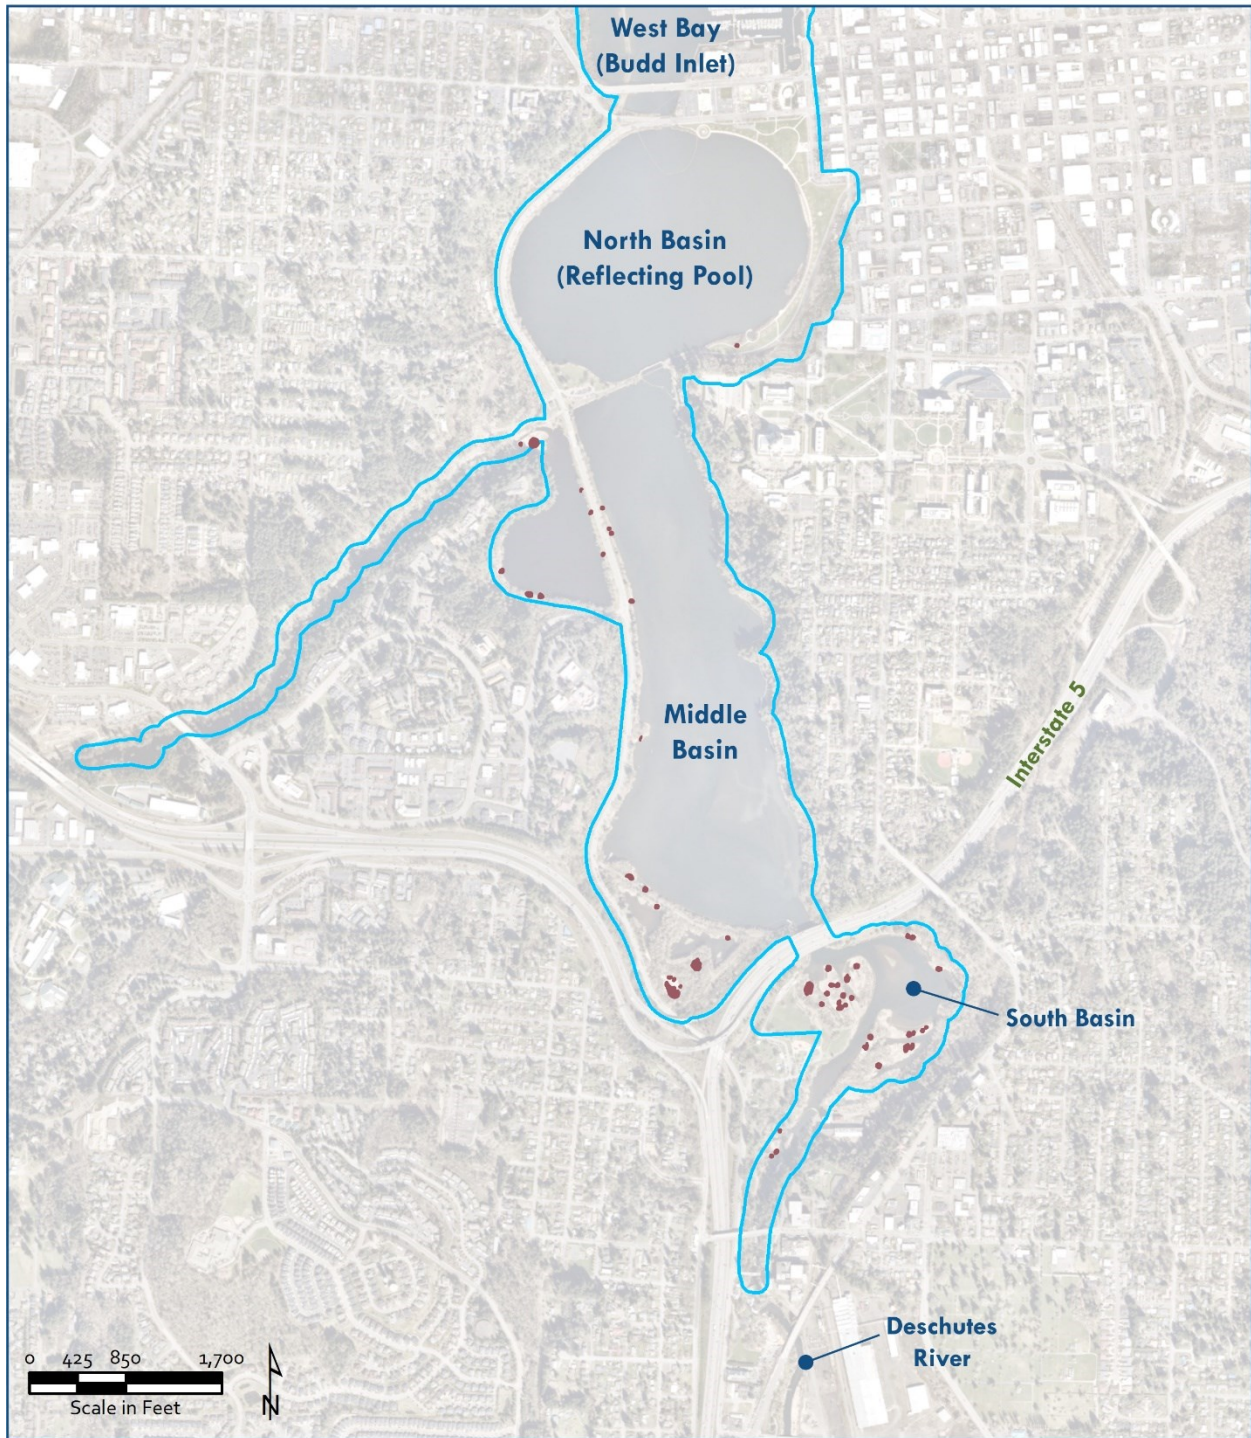 West Bay
(Budd Inlet)
North Basin
(Reflecting Pool)
Middle
Basin
Interstate 5
South Basin
Deschutes
River
0 425 850 1,700
Scale in Feet
N